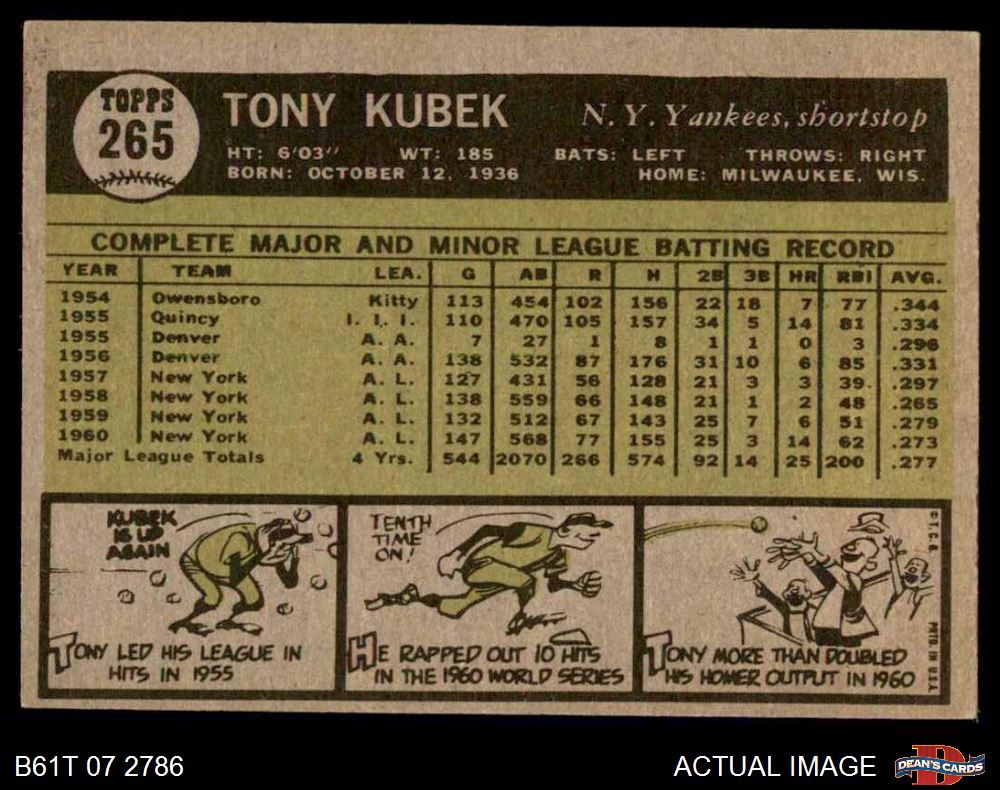 TOPPS
265
TONY KUBEK
N. Y. Yankees, shortstop
HT: 6'03" WT: 185 BATS: LEFT THROWS: RIGHT
BORN: OCTOBER 12, 1936 HOME: MILWAUKEE, WIS.
COMPLETE MAJOR AND MINOR LEAGUE BATTING RECORD
YEAR TEAM LEA. G AB R H 2B 3B HR RBI AVG.
1954 Owensboro Kitty 113 454 102 156 22 18 7 77 .344
1955 Quincy I. I. I. 110 470 105 157 34 5 14 81 .334
1955 Denver A. A. 7 27 1 8 1 1 0 3 .296
1956 Denver A. A. 138 532 87 176 31 10 6 85 .331
1957 New York A. L. 127 431 56 128 21 3 3 39 .297
1958 New York A. L. 138 559 66 148 21 1 2 48 .265
1959 New York A. L. 132 512 67 143 25 7 6 51 .279
1960 New York A. L. 147 568 77 155 25 3 14 62 .273
Major League Totals 4 Yrs. 544 2070 266 574 92 14 25 200 .277
KUBEK
IS UP
AGAIN
TONY LED HIS LEAGUE IN
HITS IN 1955
TENTH
TIME
ON!
HE RAPPED OUT 10 HITS
IN THE 1960 WORLD SERIES
TONY MORE THAN DOUBLED
HIS HOMER OUTPUT IN 1960
© T. C. G.
PRTD IN U.S.A.
B61T 07 2786
ACTUAL IMAGE
DEAN'S CARDS